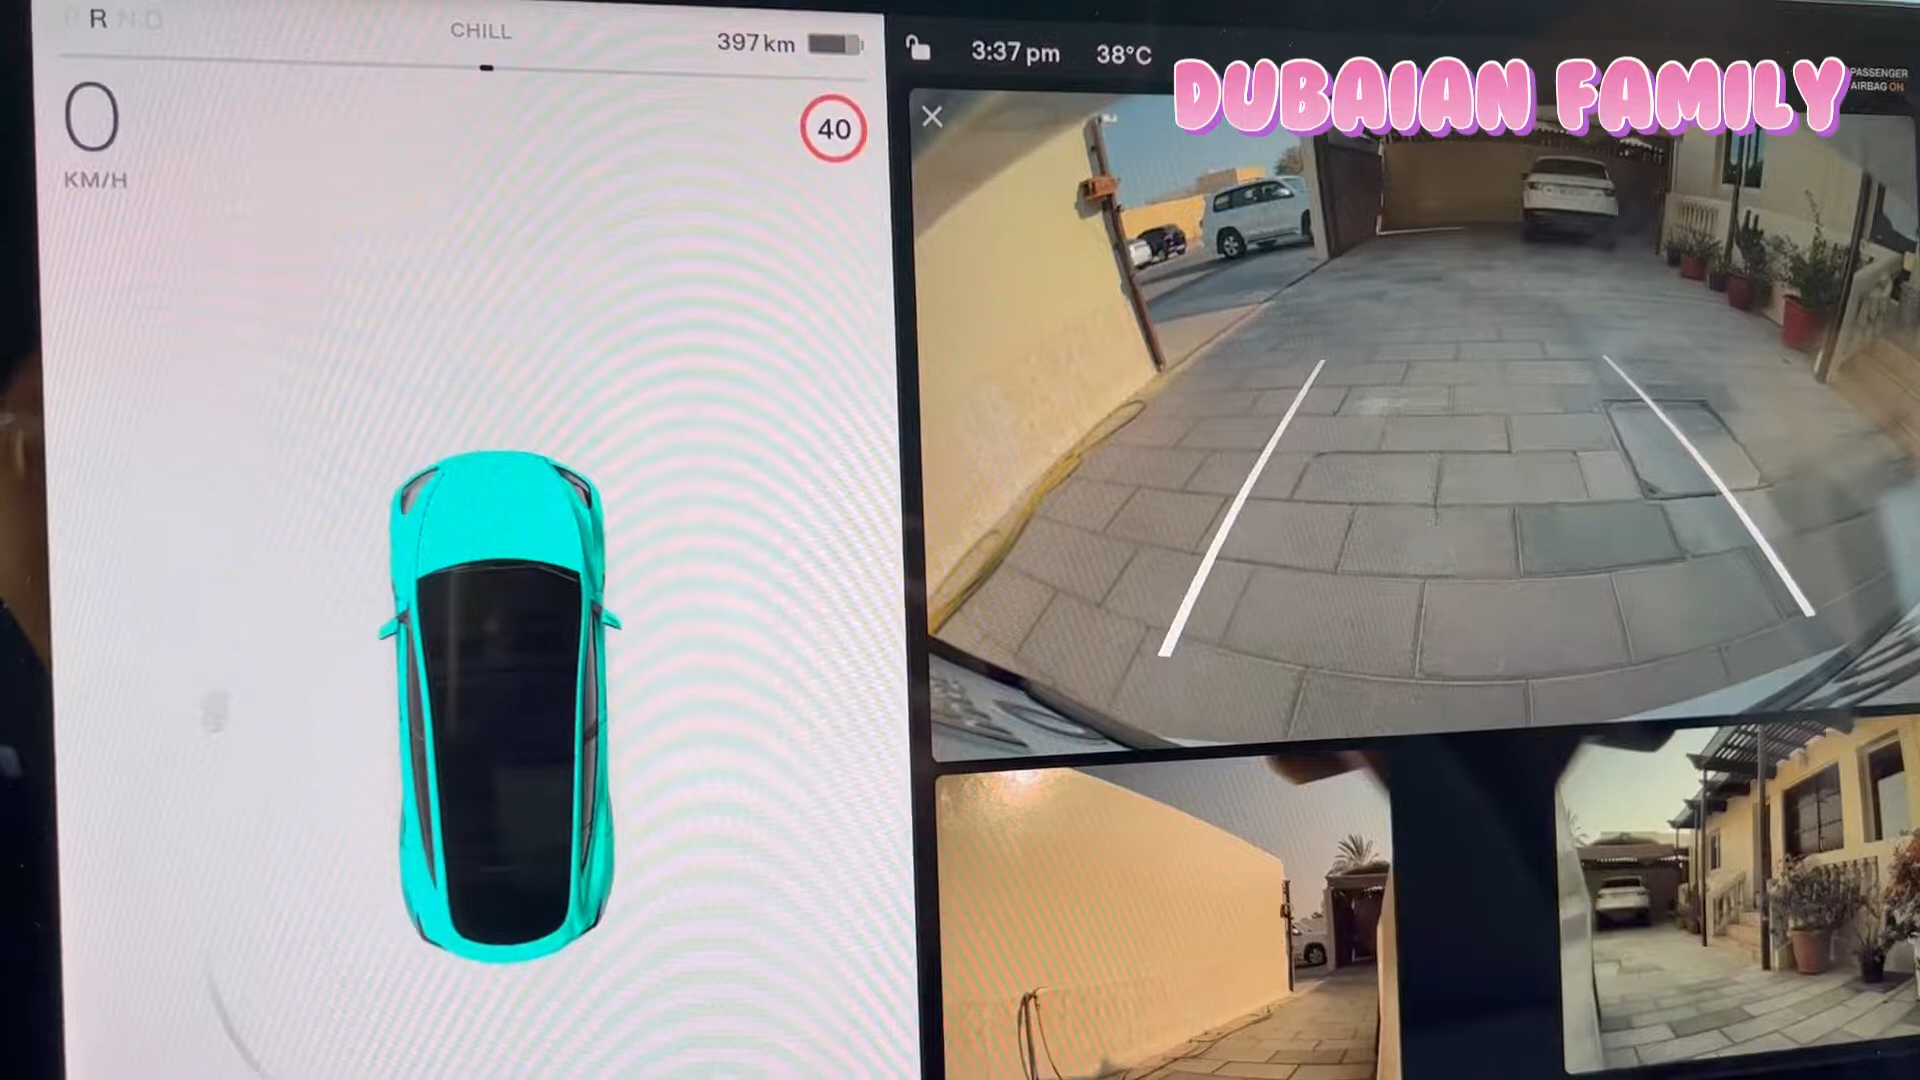 P R N D
CHILL
397 km
0
KM/H
40
3:37 pm
38°C
DUBAIAN FAMILY
PASSENGER
AIRBAG ON